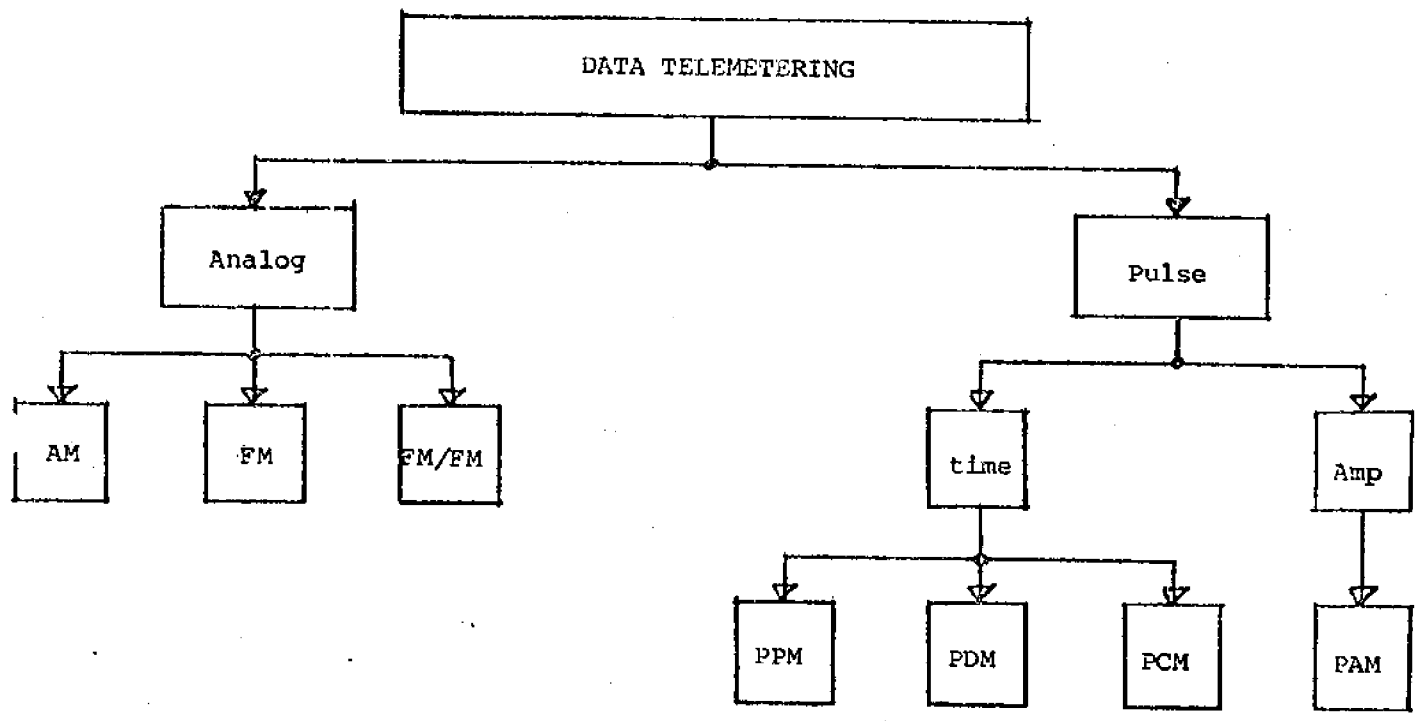 DATA TELEMETERING
Analog
Pulse
AM
FM
FM/FM
time
Amp
PPM
PDM
PCM
PAM